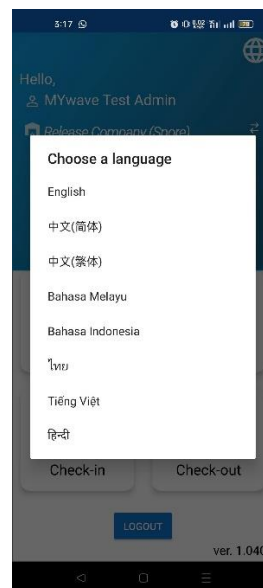 3:17
Hello,
MYwave Test Admin
Release Company (Spore)
Choose a language
English
中文(简体)
中文(繁体)
Bahasa Melayu
Bahasa Indonesia
ไทย
Tiếng Việt
हिन्दी
Check-in
Check-out
LOGOUT
ver. 1.040